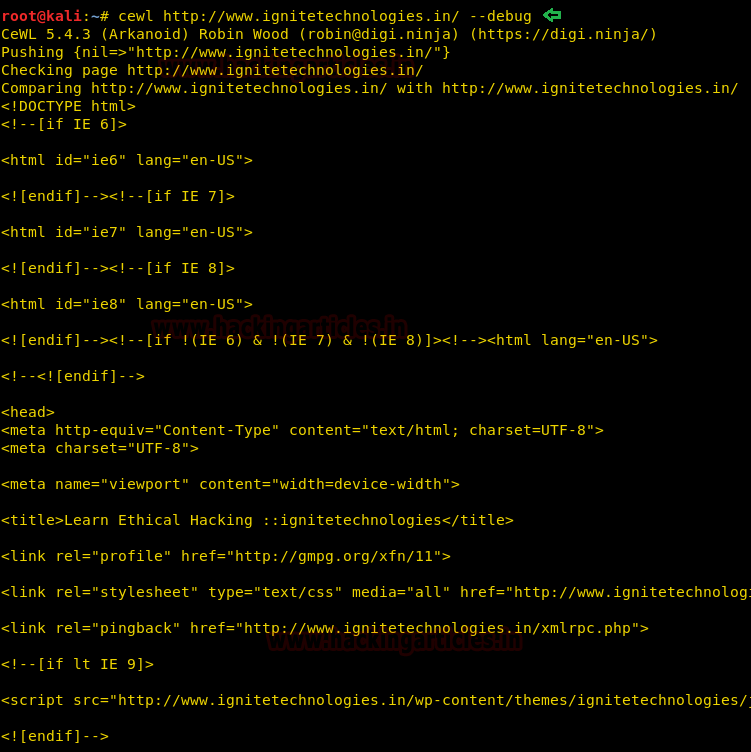 root@kali:~# cewl http://www.ignitetechnologies.in/ --debug
CeWL 5.4.3 (Arkanoid) Robin Wood (robin@digi.ninja) (https://digi.ninja/)
Pushing {nil=>"http://www.ignitetechnologies.in/"}
Checking page http://www.ignitetechnologies.in/
Comparing http://www.ignitetechnologies.in/ with http://www.ignitetechnologies.in/
<!DOCTYPE html>
<!--[if IE 6]>
<html id="ie6" lang="en-US">
<![endif]--><!--[if IE 7]>
<html id="ie7" lang="en-US">
<![endif]--><!--[if IE 8]>
<html id="ie8" lang="en-US">
www.hackingarticles.in
<![endif]--><!--[if !(IE 6) & !(IE 7) & !(IE 8)]><!--><html lang="en-US">
<!--<![endif]-->
<head>
<meta http-equiv="Content-Type" content="text/html; charset=UTF-8">
<meta charset="UTF-8">
<meta name="viewport" content="width=device-width">
<title>Learn Ethical Hacking ::ignitetechnologies</title>
<link rel="profile" href="http://gmpg.org/xfn/11">
<link rel="stylesheet" type="text/css" media="all" href="http://www.ignitetechnologi
<link rel="pingback" href="http://www.ignitetechnologies.in/xmlrpc.php">
www.hackingarticles.in
<!--[if lt IE 9]>
<script src="http://www.ignitetechnologies.in/wp-content/themes/ignitetechnologies/j
<![endif]-->